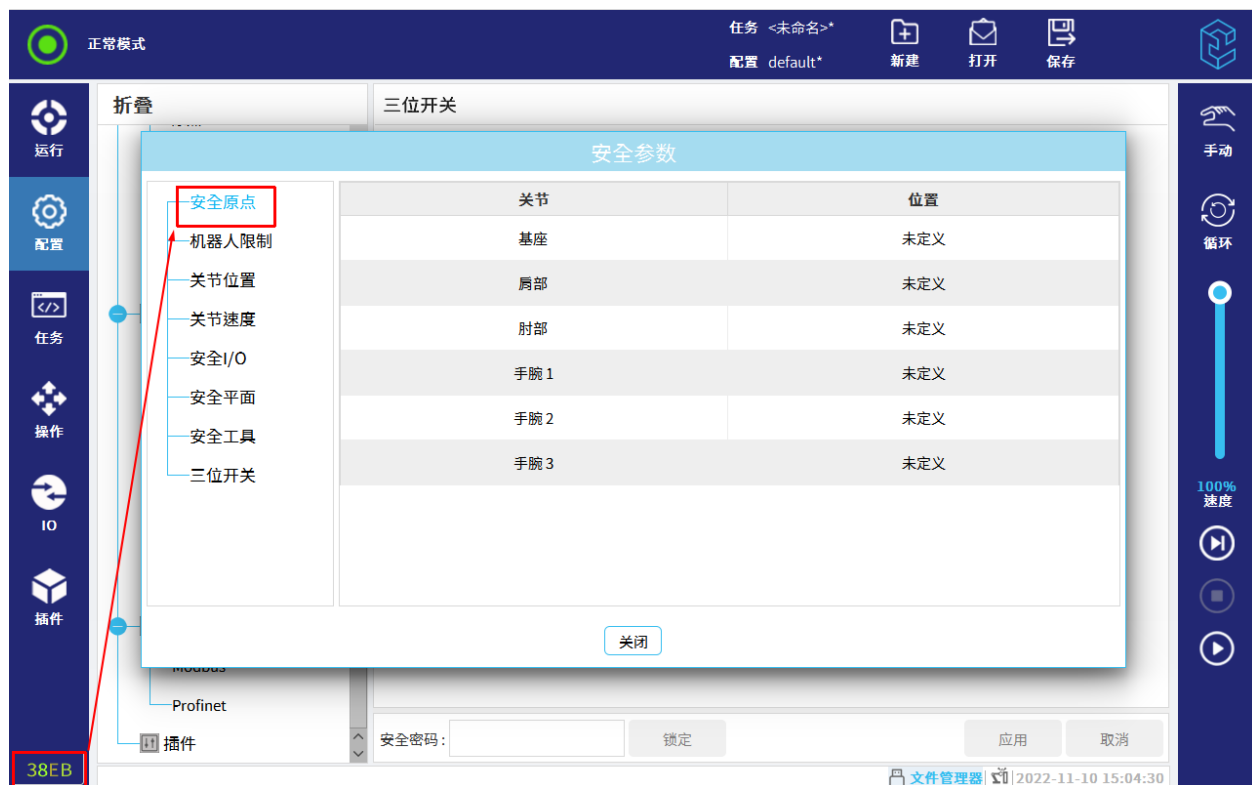 正常模式
任务 <未命名>*
配置 default*
新建
打开
保存
运行
配置
任务
操作
IO
插件
38EB
折叠
三位开关
安全参数
安全原点
机器人限制
关节位置
关节速度
安全I/O
安全平面
安全工具
三位开关
关节 位置
基座 未定义
肩部 未定义
肘部 未定义
手腕 1 未定义
手腕 2 未定义
手腕 3 未定义
关闭
Modbus
Profinet
插件
安全密码 :
锁定
应用
取消
文件管理器
2022-11-10 15:04:30
手动
循环
100%
速度